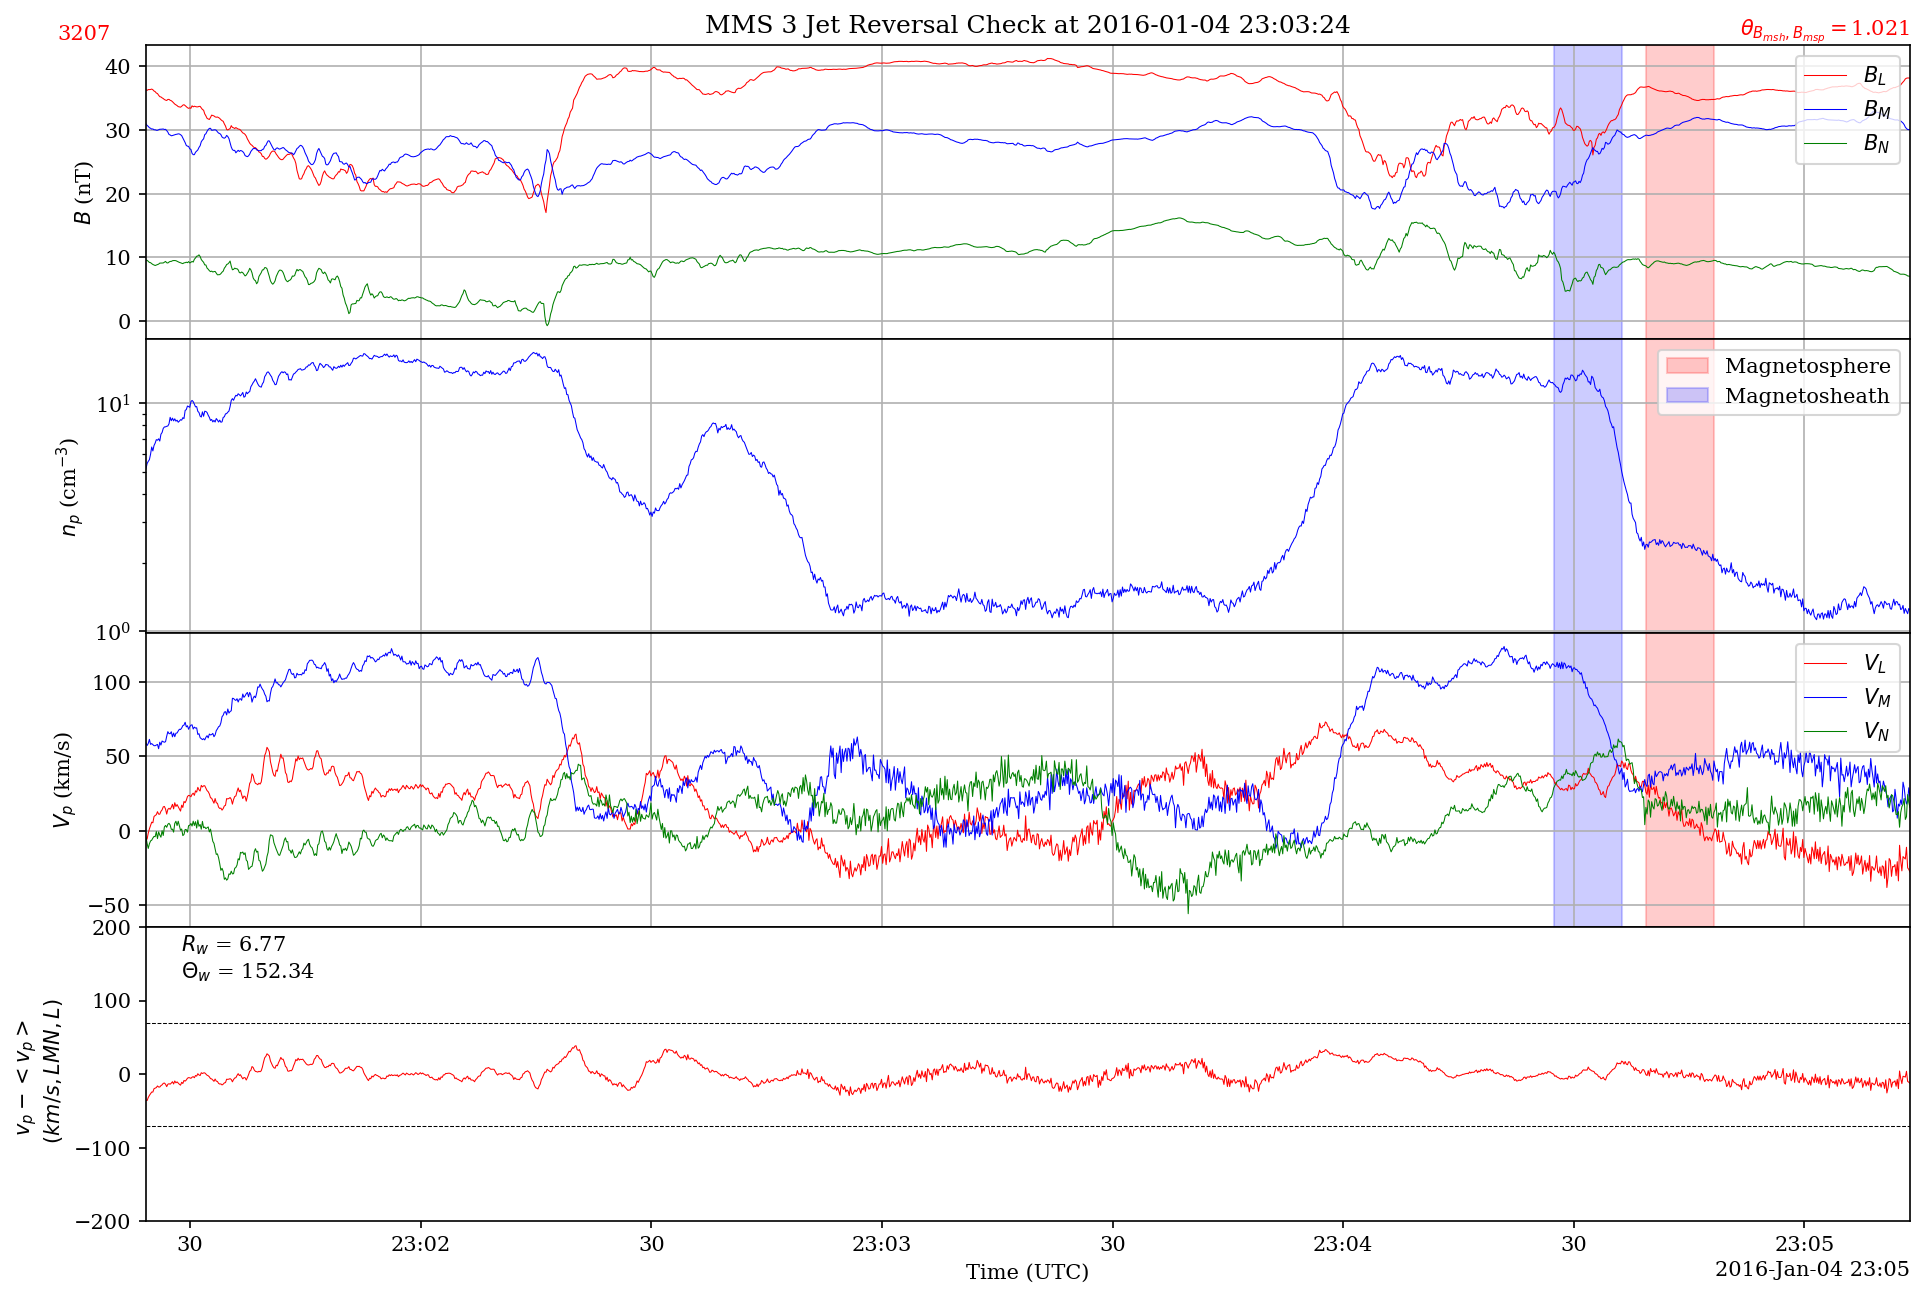 3207
MMS 3 Jet Reversal Check at 2016-01-04 23:03:24
θ_{B_{msh}, B_{msp}} = 1.021
40
30
20
10
0
B (nT)
B_L
B_M
B_N
10^1
10^0
n_p (cm^{-3})
Magnetosphere
Magnetosheath
100
50
0
−50
V_p (km/s)
V_L
V_M
V_N
200
100
0
−100
−200
v_p − < v_p >
(km/s, LMN, L)
R_w = 6.77
Θ_w = 152.34
30 23:02 30 23:03 30 23:04 30 23:05
Time (UTC)
2016-Jan-04 23:05